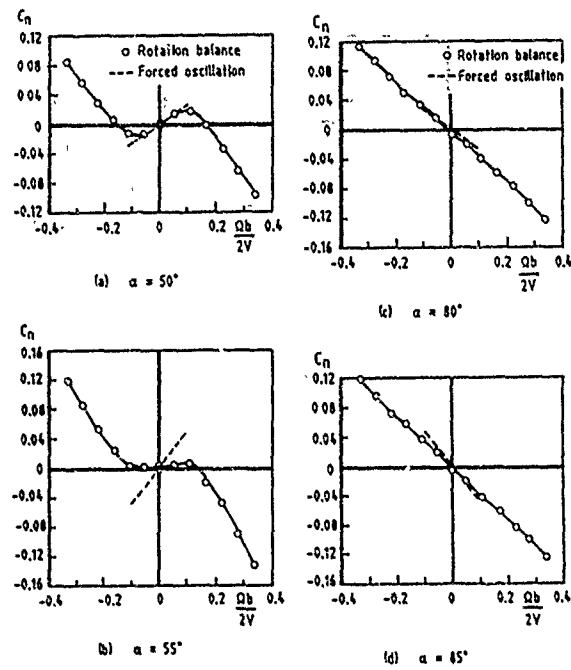 Cn
0.12
0.08
0.04
0
-0.04
-0.08
-0.12
o Rotation balance
--- Forced oscillation
-0.4 -0.2 0 0.2 0.4
Ωb
2V
(a) α = 50°
Cn
0.12
0.08
0.04
0
-0.04
-0.08
-0.12
-0.16
o Rotation balance
--- Forced oscillation
-0.4 -0.2 0 0.2 0.4
Ωb
2V
(c) α = 80°
Cn
0.16
0.12
0.08
0.04
0
-0.04
-0.08
-0.12
-0.16
-0.4 -0.2 0 0.2 0.4
Ωb
2V
(b) α = 55°
Cn
0.12
0.08
0.04
0
-0.04
-0.08
-0.12
-0.16
-0.4 -0.2 0 0.2 0.4
Ωb
2V
(d) α = 85°